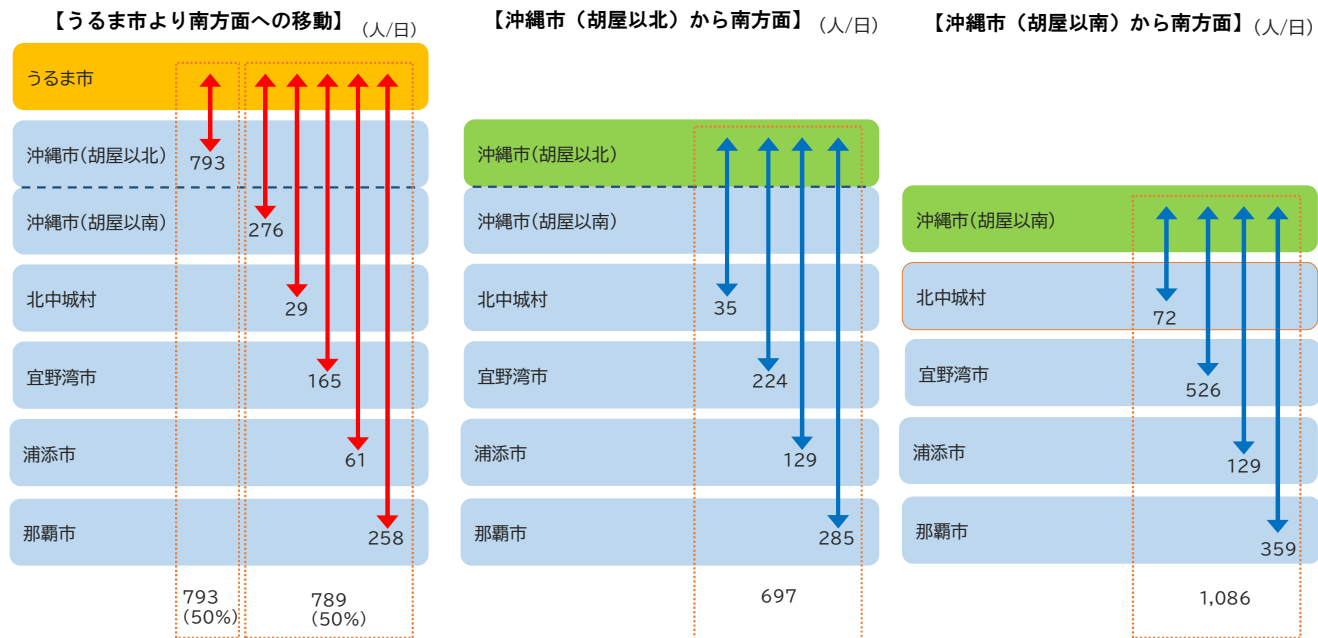 【うるま市より南方面への移動】 (人/日)
うるま市
沖縄市(胡屋以北)
793
沖縄市(胡屋以南)
276
北中城村
29
宜野湾市
165
浦添市
61
那覇市
258
793
(50%)
789
(50%)
【沖縄市(胡屋以北)から南方面】 (人/日)
沖縄市(胡屋以北)
沖縄市(胡屋以南)
北中城村
35
宜野湾市
224
浦添市
129
那覇市
285
697
【沖縄市(胡屋以南)から南方面】 (人/日)
沖縄市(胡屋以南)
北中城村
72
宜野湾市
526
浦添市
129
那覇市
359
1,086